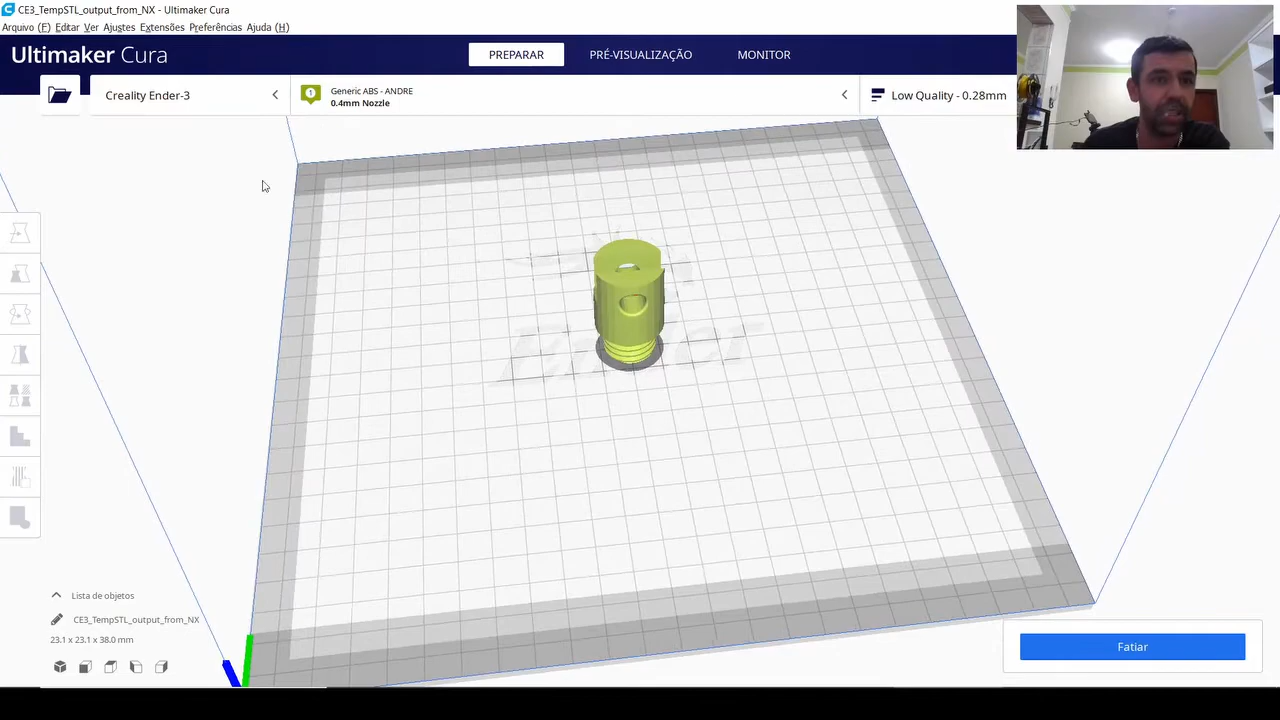 CE3_TempSTL_output_from_NX - Ultimaker Cura
Arquivo (F) Editar Ver Ajustes Extensões Preferências Ajuda (H)
Ultimaker Cura
PREPARAR
PRÉ-VISUALIZAÇÃO
MONITOR
Creality Ender-3
1
Generic ABS - ANDRE
0.4mm Nozzle
Low Quality - 0.28mm
Ender
Lista de objetos
CE3_TempSTL_output_from_NX
23.1 x 23.1 x 38.0 mm
Fatiar